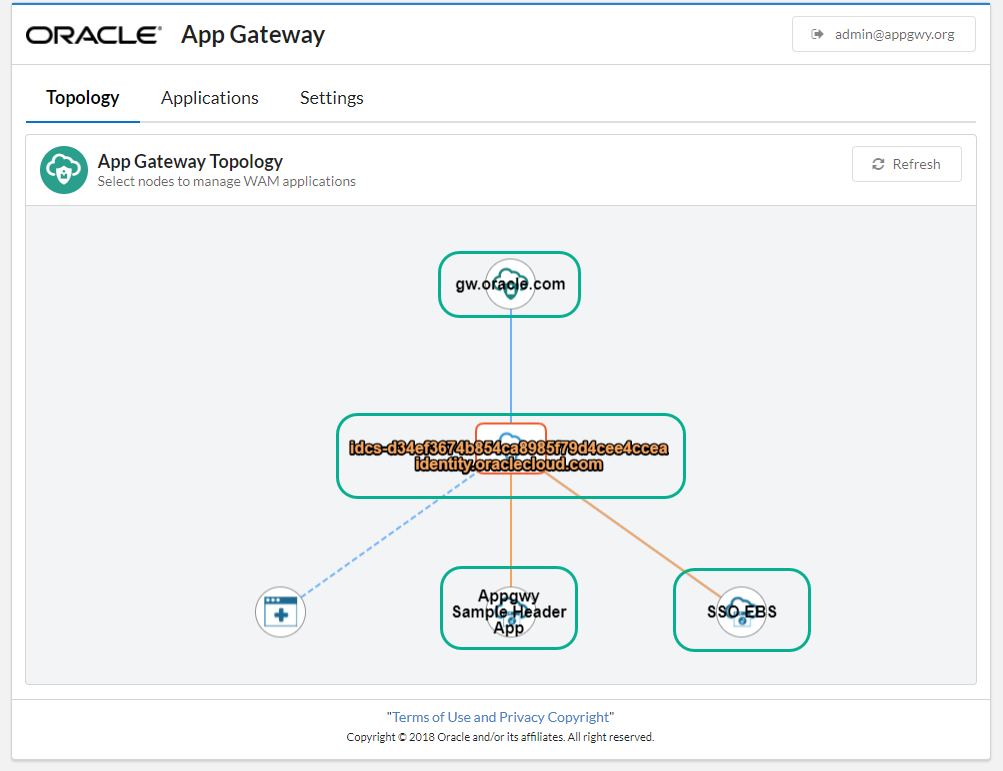 ORACLE® App Gateway
admin@appgwy.org
Topology
Applications
Settings
App Gateway Topology
Select nodes to manage WAM applications
Refresh
gw.oracle.com
idcs-d34ef3674b854ca8985f79d4cee4ccea
identity.oraclecloud.com
Appgwy
Sample Header
App
SSO-EBS
"Terms of Use and Privacy Copyright"
Copyright © 2018 Oracle and/or its affiliates. All right reserved.